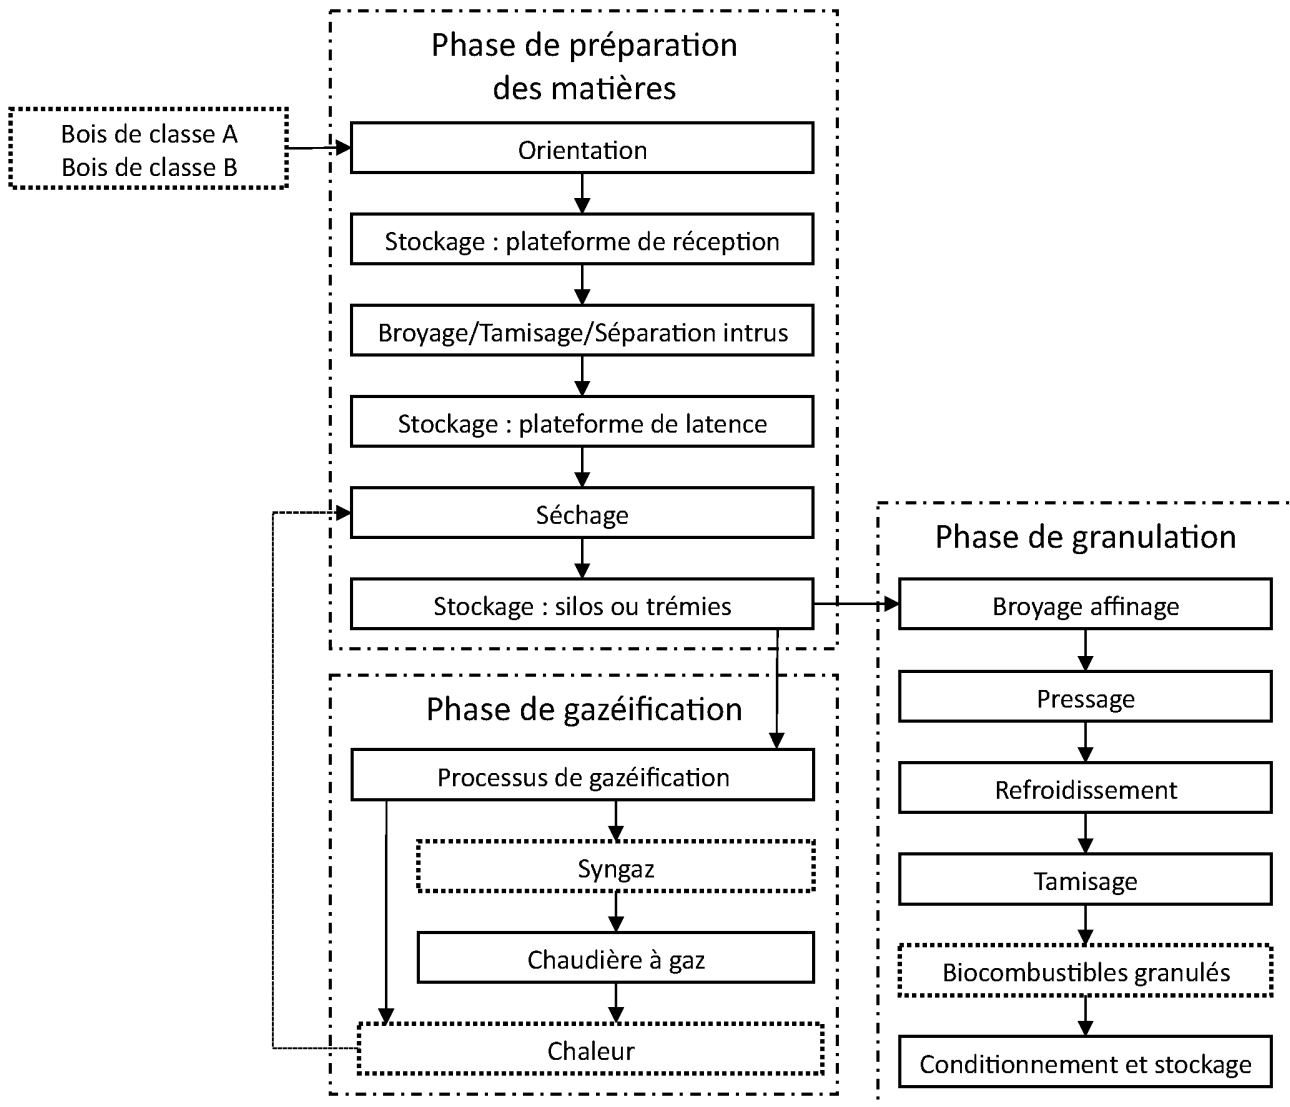 Phase de préparation
des matières
Bois de classe A
Bois de classe B
Orientation
Stockage : plateforme de réception
Broyage/Tamisage/Séparation intrus
Stockage : plateforme de latence
Séchage
Stockage : silos ou trémies
Phase de gazéification
Processus de gazéification
Syngaz
Chaudière à gaz
Chaleur
Phase de granulation
Broyage affinage
Pressage
Refroidissement
Tamisage
Biocombustibles granulés
Conditionnement et stockage